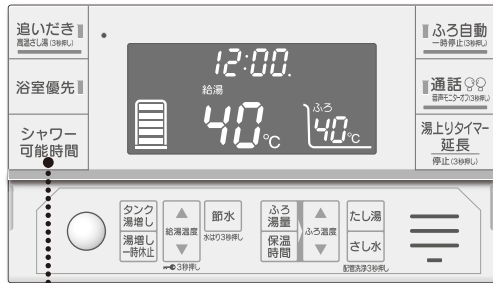 追いだき
高温さし湯(3秒押し)
浴室優先
シャワー
可能時間
12:00.
給湯
40℃
ふろ
40℃
ふろ自動
一時停止(3秒押し)
通話
音声モニターオフ(3秒押し)
湯上りタイマー
延長
停止(3秒押し)
タンク
湯増し
湯増し
一時休止
給湯温度
3秒押し
節水
水はり3秒押し
ふろ
湯量
保温
時間
ふろ温度
たし湯
さし水
配管洗浄3秒押し